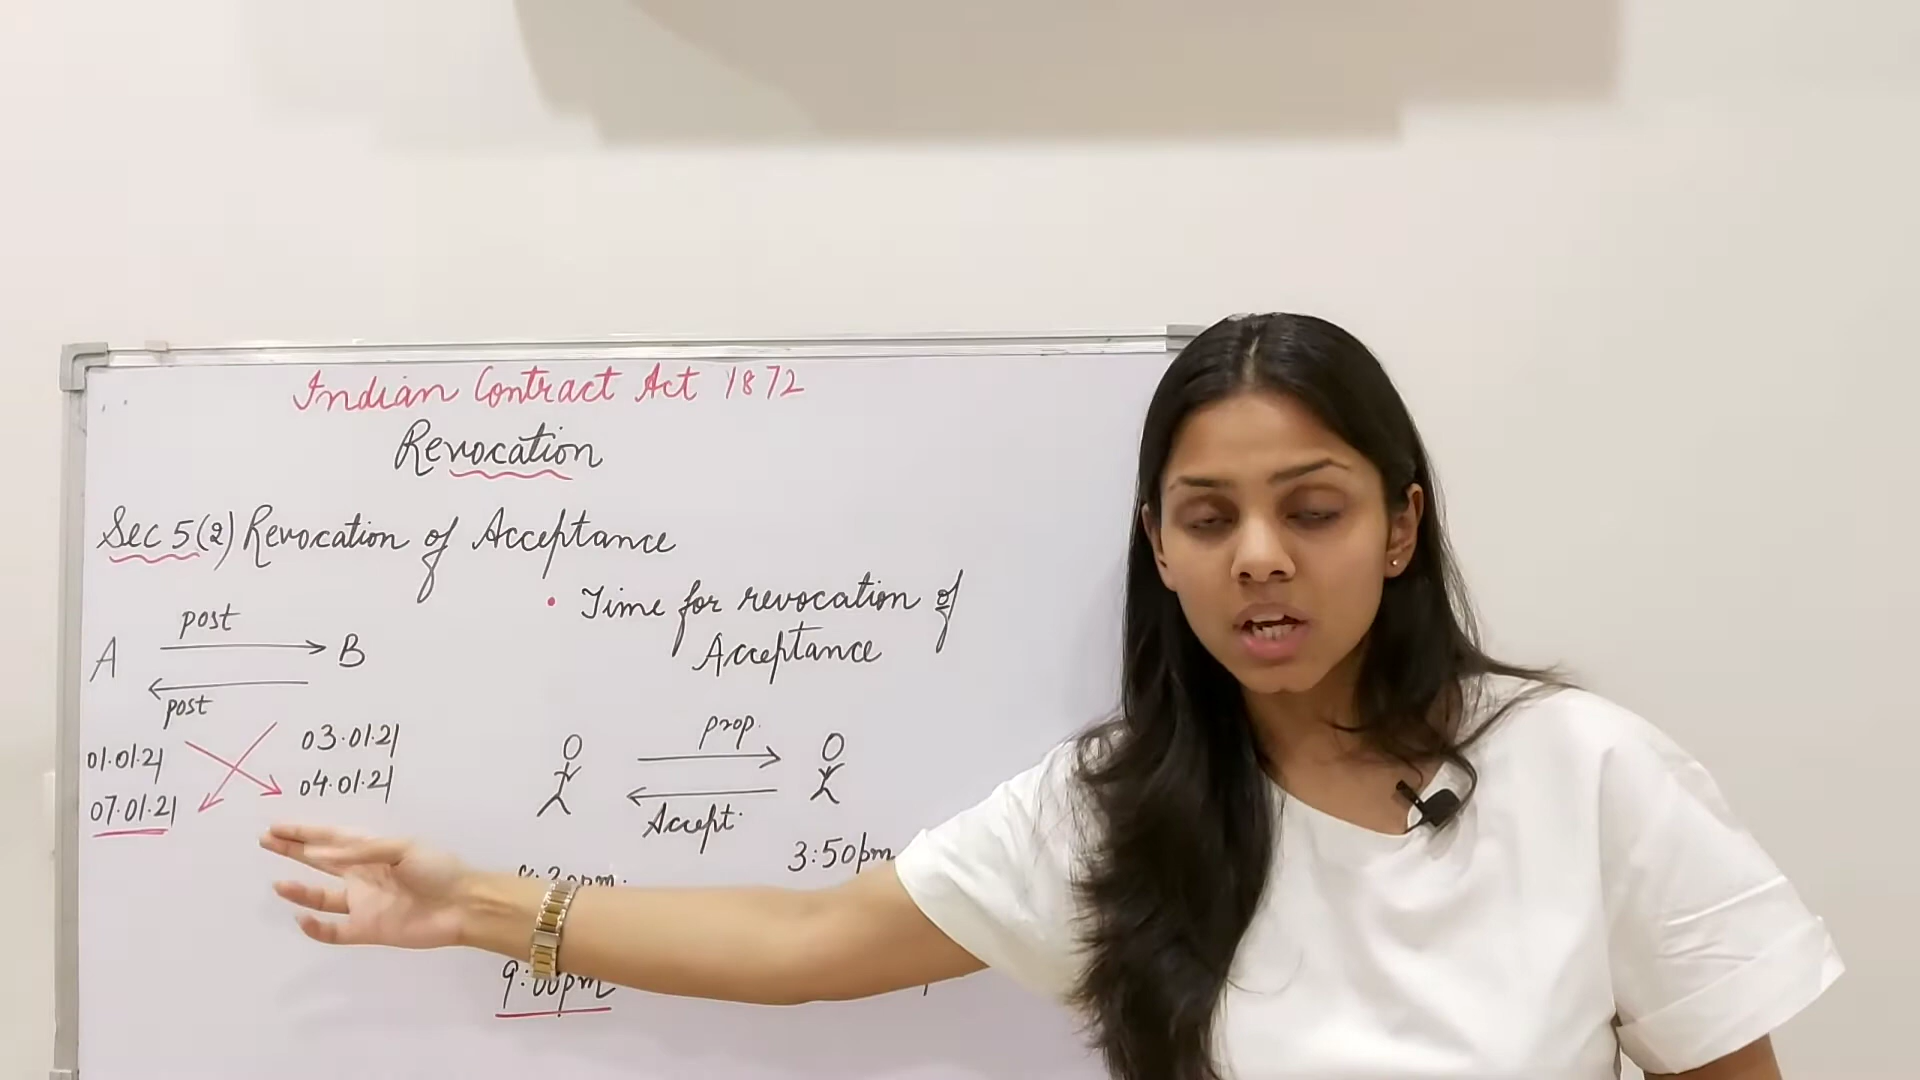 Indian Contract Act 1872
Revocation
Sec 5(2) Revocation of Acceptance
post
A B
post
01.01.21
07.01.21
03.01.21
04.01.21
• Time for revocation of
Acceptance
prop.
Accept.
3:50pm
9:00pm